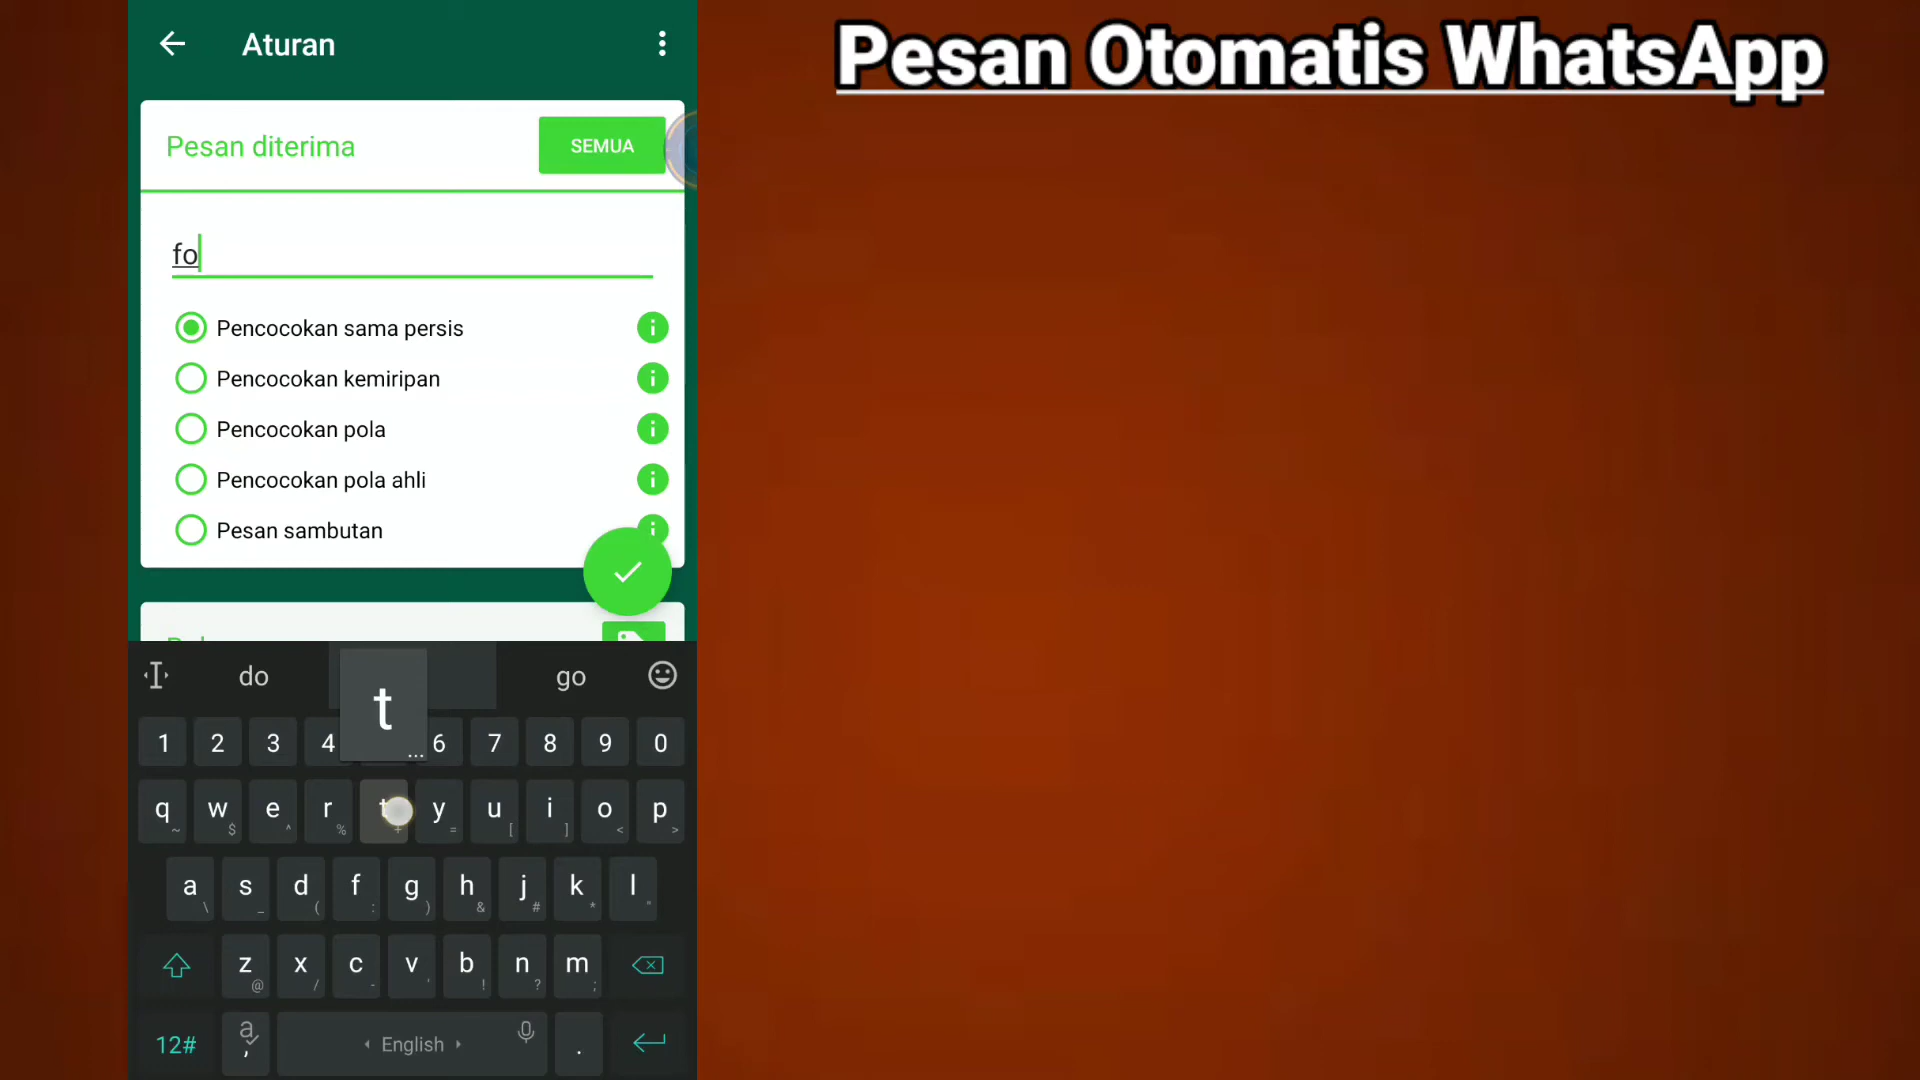 Aturan
Pesan Otomatis WhatsApp
Pesan diterima
SEMUA
fo
Pencocokan sama persis
Pencocokan kemiripan
Pencocokan pola
Pencocokan pola ahli
Pesan sambutan
do
t
go
1 2 3 4 6 7 8 9 0
q w e r t y u i o p
~ $ ^ % + = [ ] < >
a s d f g h j k l
\ _ ( : ) & # * "
z x c v b n m
@ / - ' ! ? ;
12# a , English .